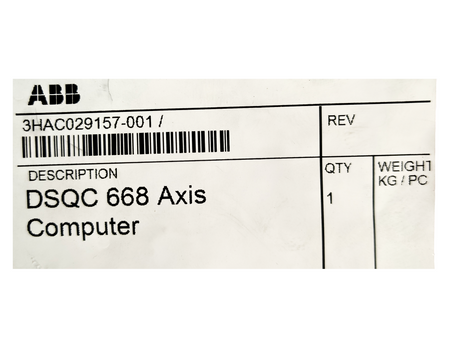 ABB
3HAC029157-001 /
REV
DESCRIPTION
DSQC 668 Axis
Computer
QTY
1
WEIGHT
KG / PC